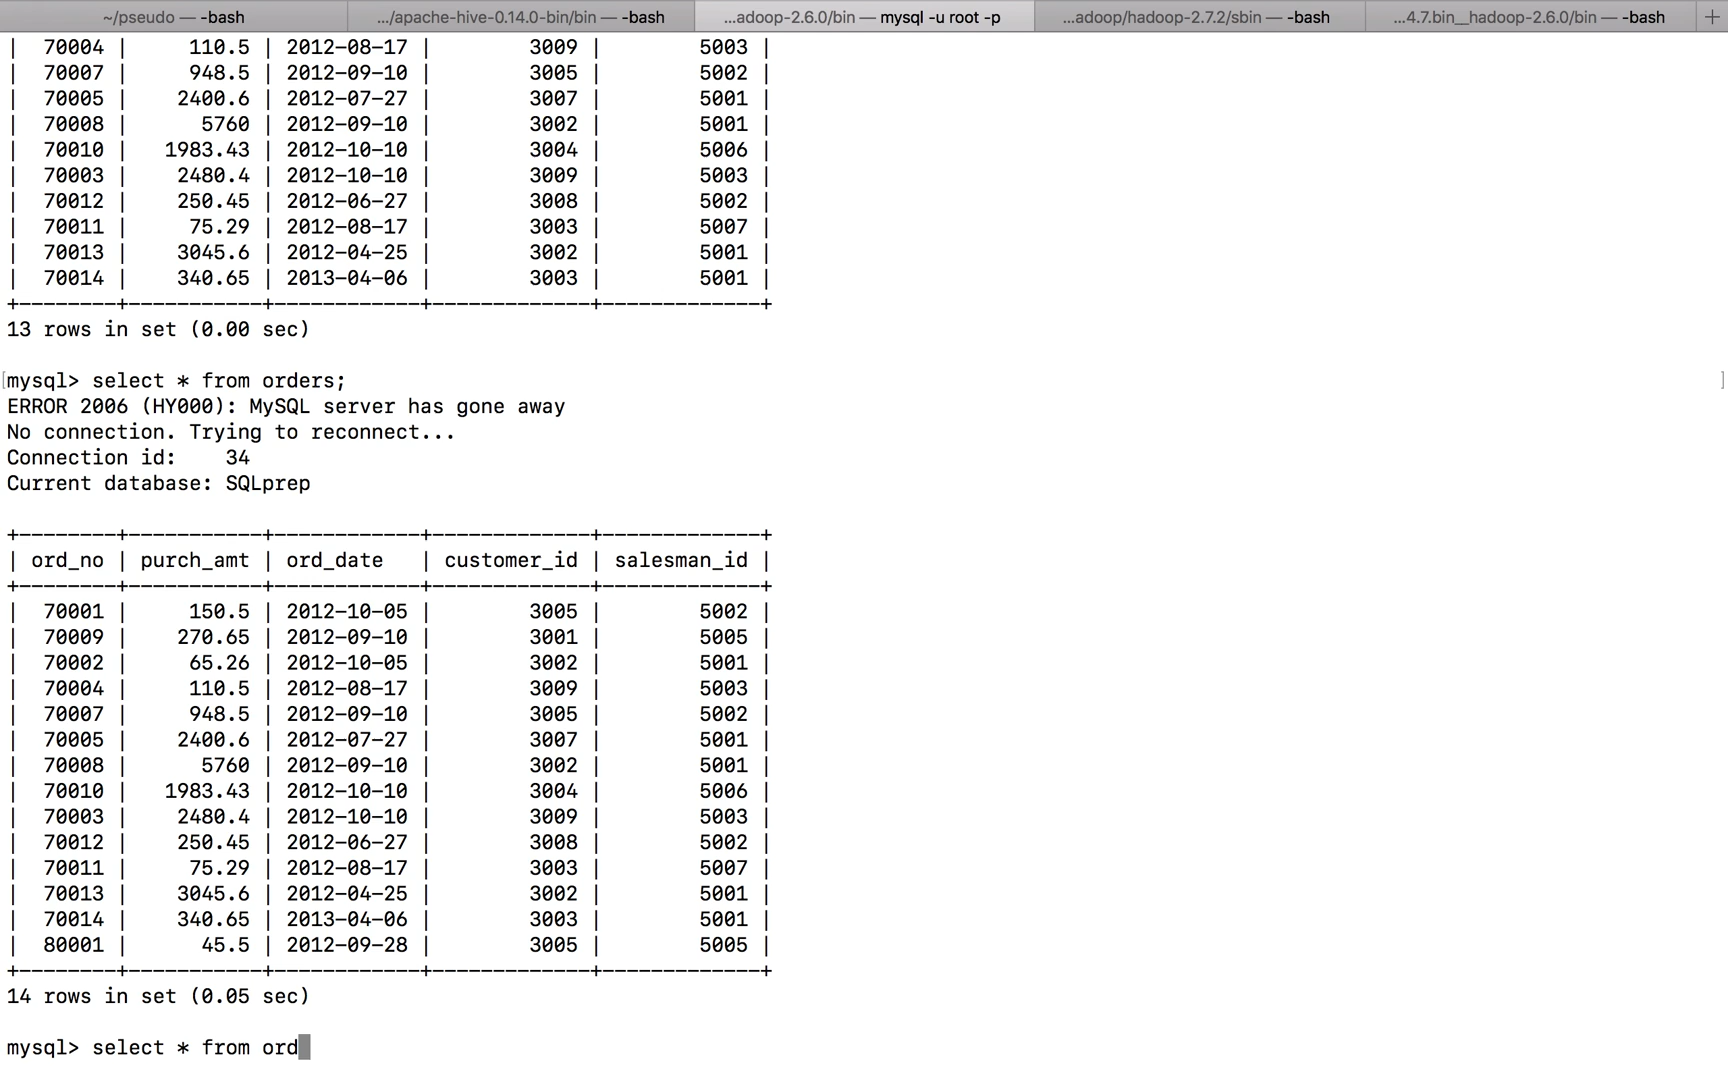 ~/pseudo — -bash
.../apache-hive-0.14.0-bin/bin — -bash
...adoop-2.6.0/bin — mysql -u root -p
...adoop/hadoop-2.7.2/sbin — -bash
...4.7.bin__hadoop-2.6.0/bin — -bash
+
|  70004 |     110.5 | 2012-08-17 |        3009 |        5003 |
|  70007 |     948.5 | 2012-09-10 |        3005 |        5002 |
|  70005 |    2400.6 | 2012-07-27 |        3007 |        5001 |
|  70008 |      5760 | 2012-09-10 |        3002 |        5001 |
|  70010 |   1983.43 | 2012-10-10 |        3004 |        5006 |
|  70003 |    2480.4 | 2012-10-10 |        3009 |        5003 |
|  70012 |    250.45 | 2012-06-27 |        3008 |        5002 |
|  70011 |     75.29 | 2012-08-17 |        3003 |        5007 |
|  70013 |    3045.6 | 2012-04-25 |        3002 |        5001 |
|  70014 |    340.65 | 2013-04-06 |        3003 |        5001 |
+--------+-----------+------------+-------------+-------------+
13 rows in set (0.00 sec)
[mysql> select * from orders; ]
ERROR 2006 (HY000): MySQL server has gone away
No connection. Trying to reconnect...
Connection id:    34
Current database: SQLprep
+--------+-----------+------------+-------------+-------------+
| ord_no | purch_amt | ord_date   | customer_id | salesman_id |
+--------+-----------+------------+-------------+-------------+
|  70001 |     150.5 | 2012-10-05 |        3005 |        5002 |
|  70009 |    270.65 | 2012-09-10 |        3001 |        5005 |
|  70002 |     65.26 | 2012-10-05 |        3002 |        5001 |
|  70004 |     110.5 | 2012-08-17 |        3009 |        5003 |
|  70007 |     948.5 | 2012-09-10 |        3005 |        5002 |
|  70005 |    2400.6 | 2012-07-27 |        3007 |        5001 |
|  70008 |      5760 | 2012-09-10 |        3002 |        5001 |
|  70010 |   1983.43 | 2012-10-10 |        3004 |        5006 |
|  70003 |    2480.4 | 2012-10-10 |        3009 |        5003 |
|  70012 |    250.45 | 2012-06-27 |        3008 |        5002 |
|  70011 |     75.29 | 2012-08-17 |        3003 |        5007 |
|  70013 |    3045.6 | 2012-04-25 |        3002 |        5001 |
|  70014 |    340.65 | 2013-04-06 |        3003 |        5001 |
|  80001 |      45.5 | 2012-09-28 |        3005 |        5005 |
+--------+-----------+------------+-------------+-------------+
14 rows in set (0.05 sec)
mysql> select * from ord